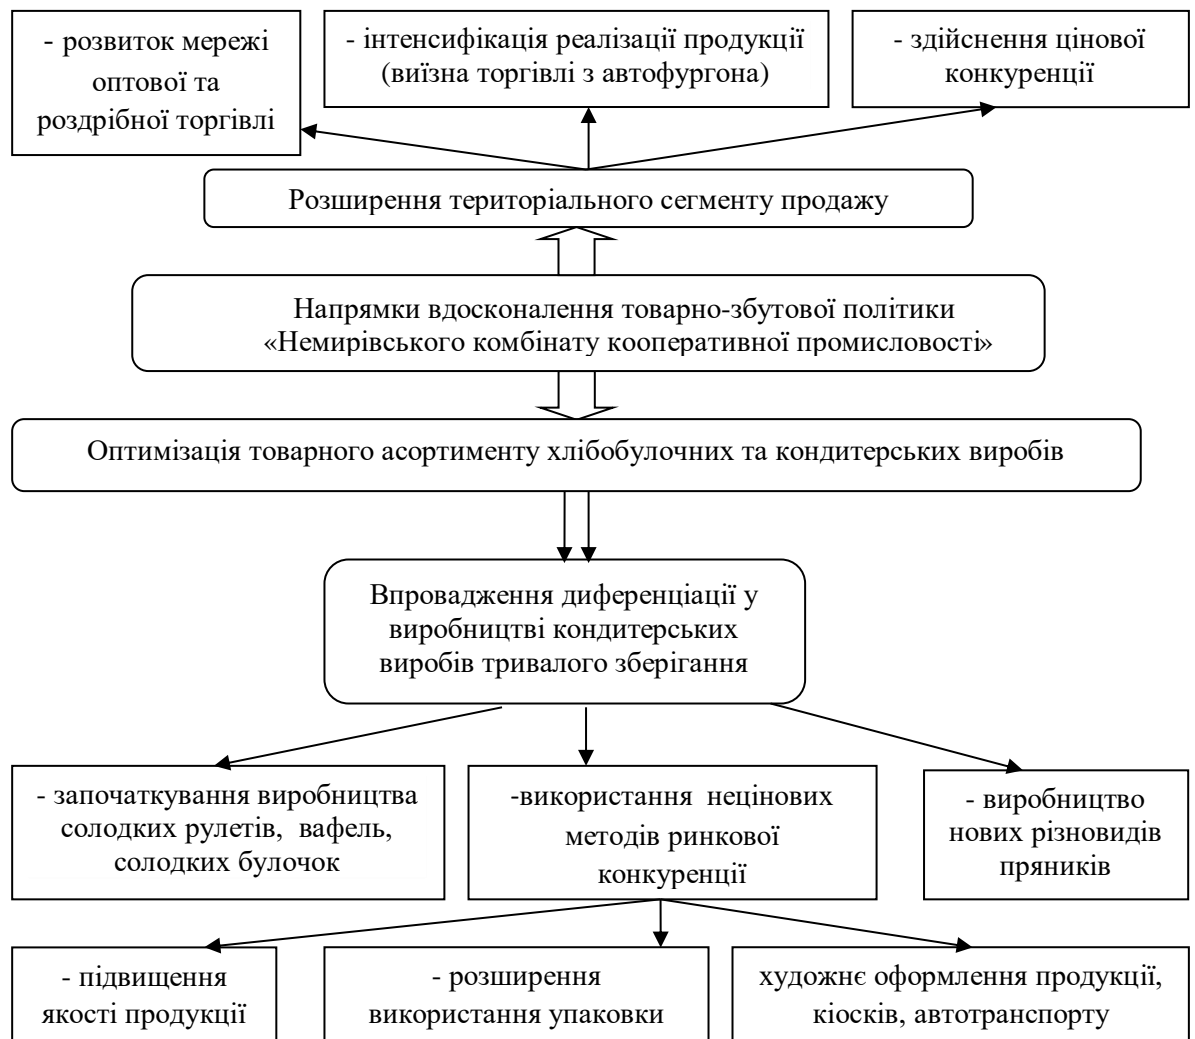 - розвиток мережі
оптової та
роздрібної торгівлі
- інтенсифікація реалізації продукції
(виїзна торгівлі з автофургона)
- здійснення цінової
конкуренції
Розширення територіального сегменту продажу
Напрямки вдосконалення товарно-збутової політики
«Немирівського комбінату кооперативної промисловості»
Оптимізація товарного асортименту хлібобулочних та кондитерських виробів
Впровадження диференціації у
виробництві кондитерських
виробів тривалого зберігання
- започаткування виробництва
солодких рулетів, вафель,
солодких булочок
-використання нецінових
методів ринкової
конкуренції
- виробництво
нових різновидів
пряників
- підвищення
якості продукції
- розширення
використання упаковки
художнє оформлення продукції,
кіосків, автотранспорту